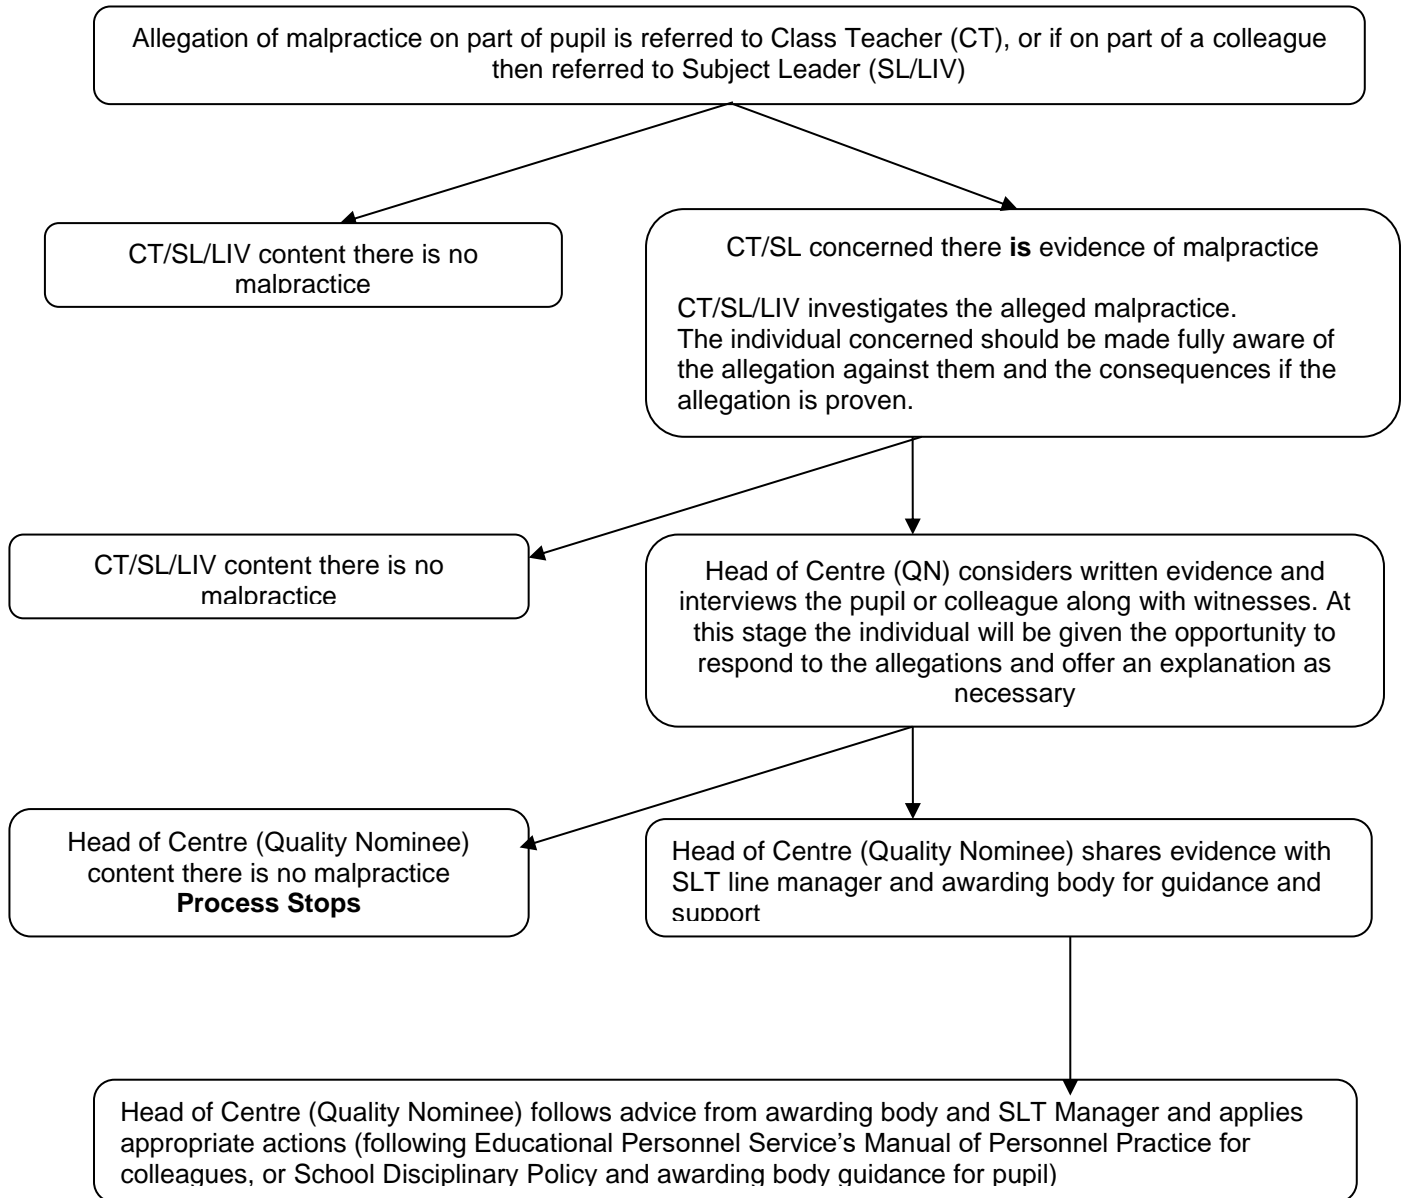 Allegation of malpractice on part of pupil is referred to Class Teacher (CT), or if on part of a colleague
then referred to Subject Leader (SL/LIV)
CT/SL/LIV content there is no
malpractice
CT/SL concerned there is evidence of malpractice
CT/SL/LIV investigates the alleged malpractice.
The individual concerned should be made fully aware of
the allegation against them and the consequences if the
allegation is proven.
CT/SL/LIV content there is no
malpractice
Head of Centre (QN) considers written evidence and
interviews the pupil or colleague along with witnesses. At
this stage the individual will be given the opportunity to
respond to the allegations and offer an explanation as
necessary
Head of Centre (Quality Nominee)
content there is no malpractice
Process Stops
Head of Centre (Quality Nominee) shares evidence with
SLT line manager and awarding body for guidance and
support
Head of Centre (Quality Nominee) follows advice from awarding body and SLT Manager and applies
appropriate actions (following Educational Personnel Service's Manual of Personnel Practice for
colleagues, or School Disciplinary Policy and awarding body guidance for pupil)